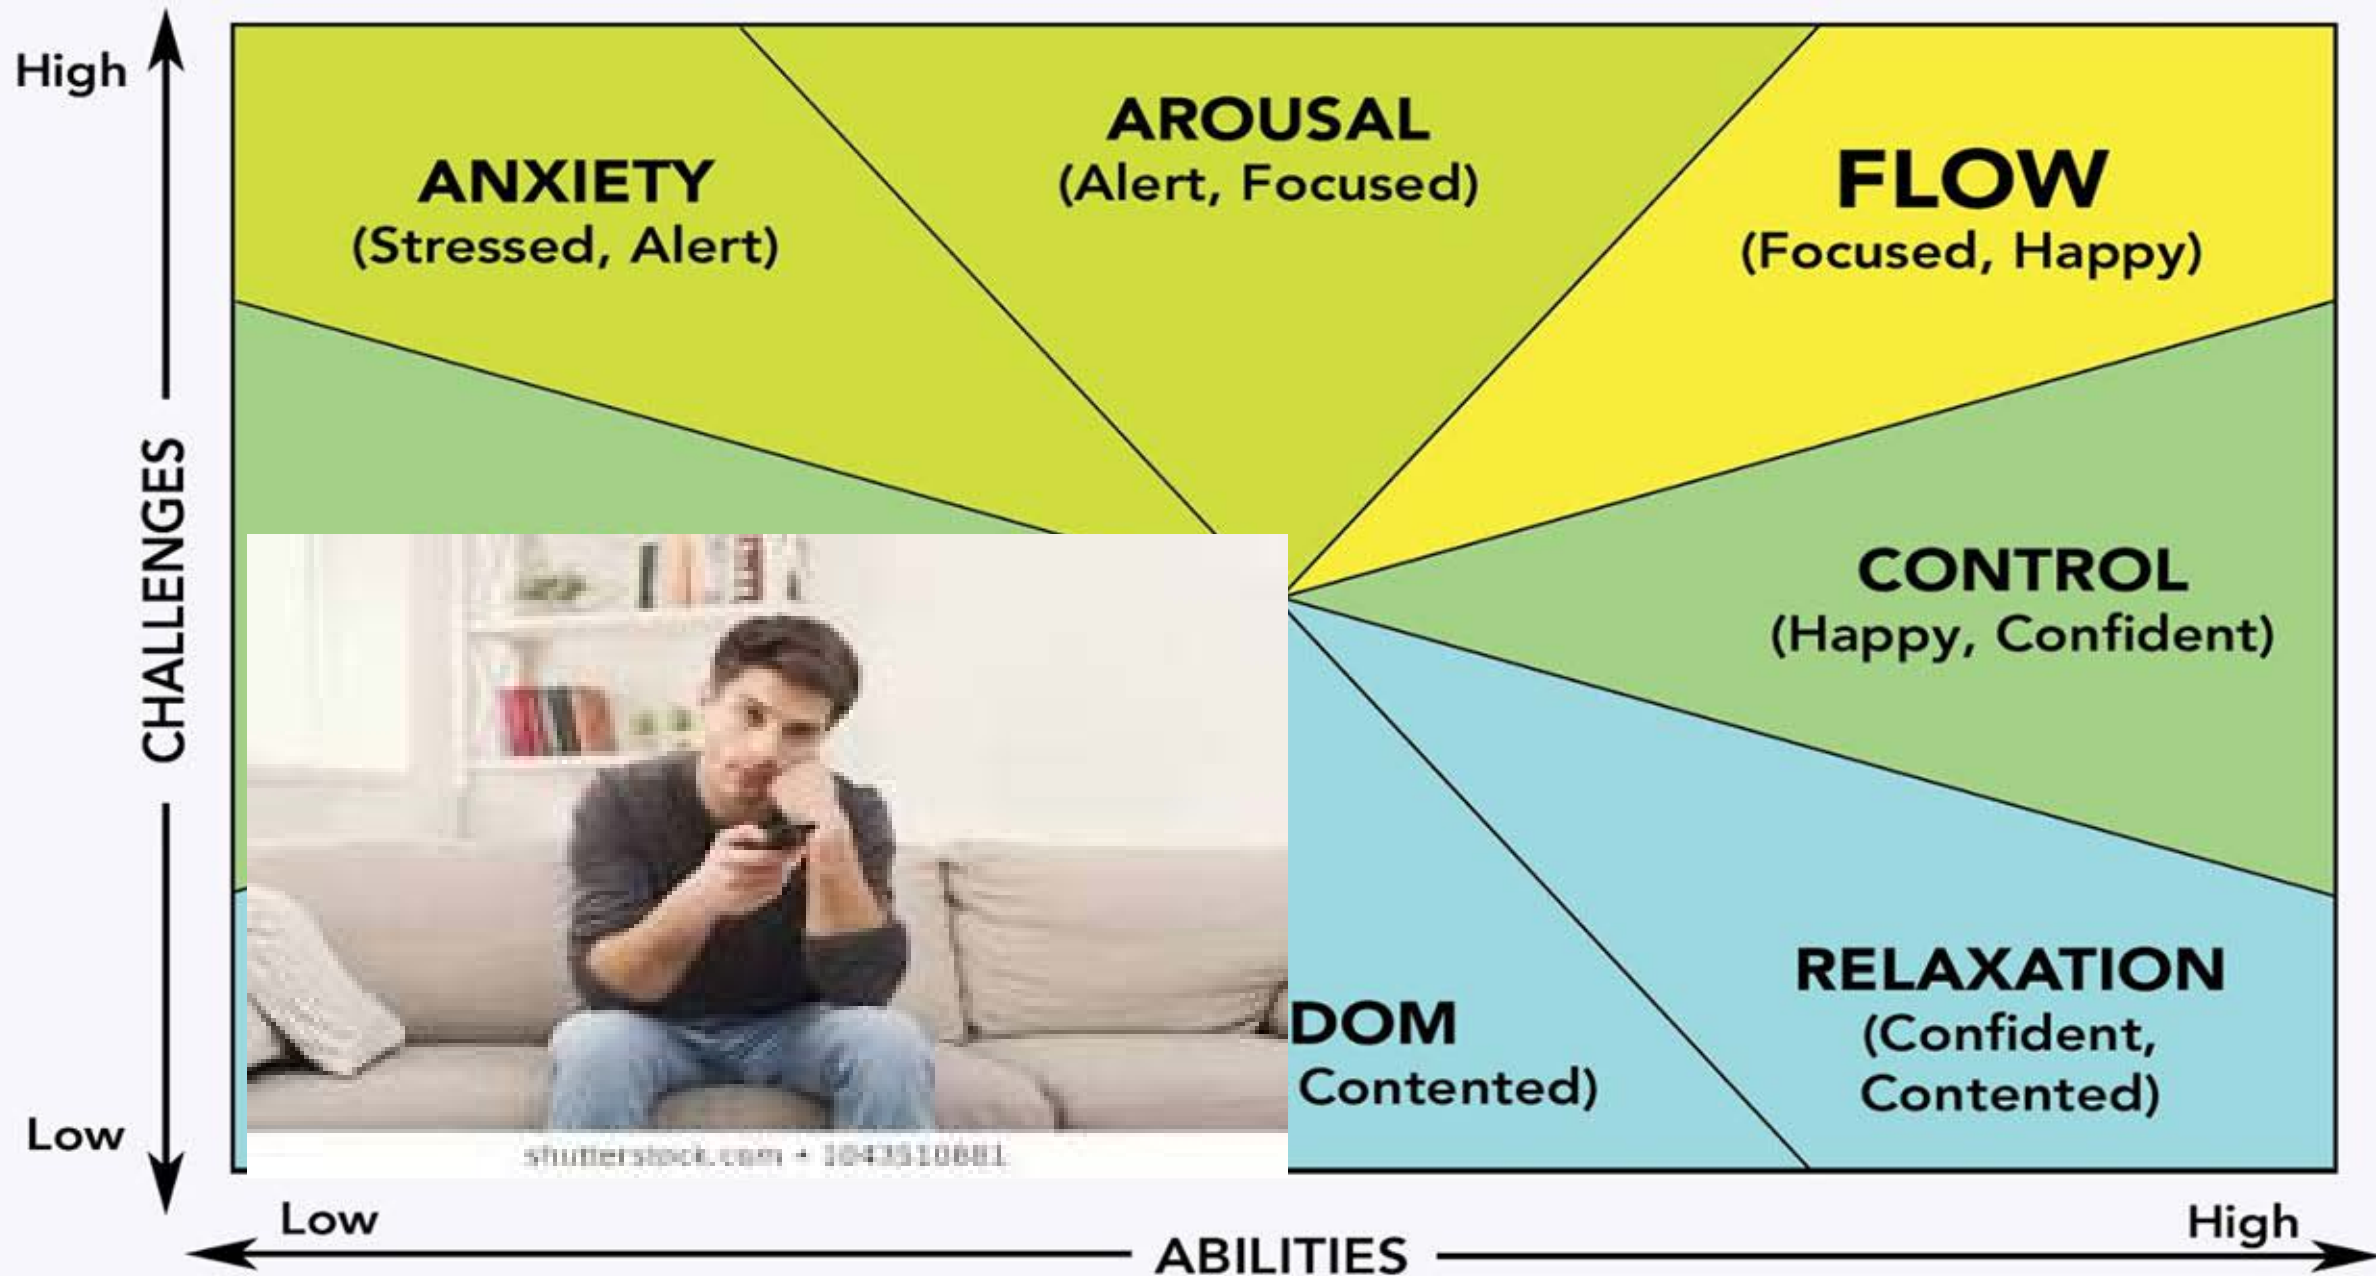 High
AROUSAL
(Alert, Focused)
ANXIETY
(Stressed, Alert)
FLOW
(Focused, Happy)
CHALLENGES
CONTROL
(Happy, Confident)
RELAXATION
(Confident,
Contented)
DOM
Contented)
shutterstock.com •
Low
Low
High
ABILITIES